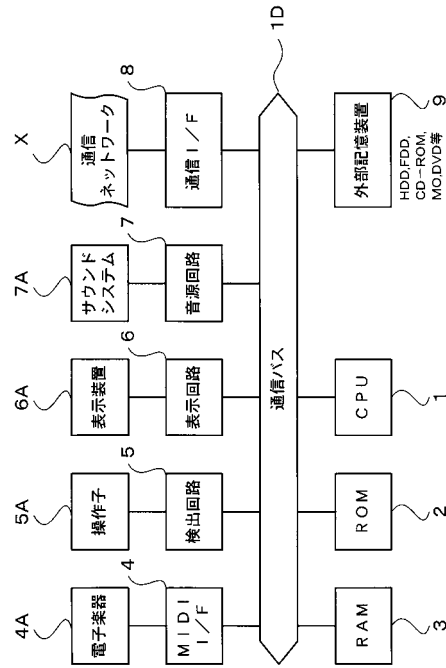 4A
5A
6A
7A
X
電子楽器
操作子
表示装置
サウンド
システム
通信
ネットワーク
4
5
6
7
8
MIDI
I/F
検出回路
表示回路
音源回路
通信I/F
通信バス
1D
RAM
ROM
CPU
外部記憶装置
3
2
1
9
HDD,FDD,
CD-ROM,
MO,DVD等